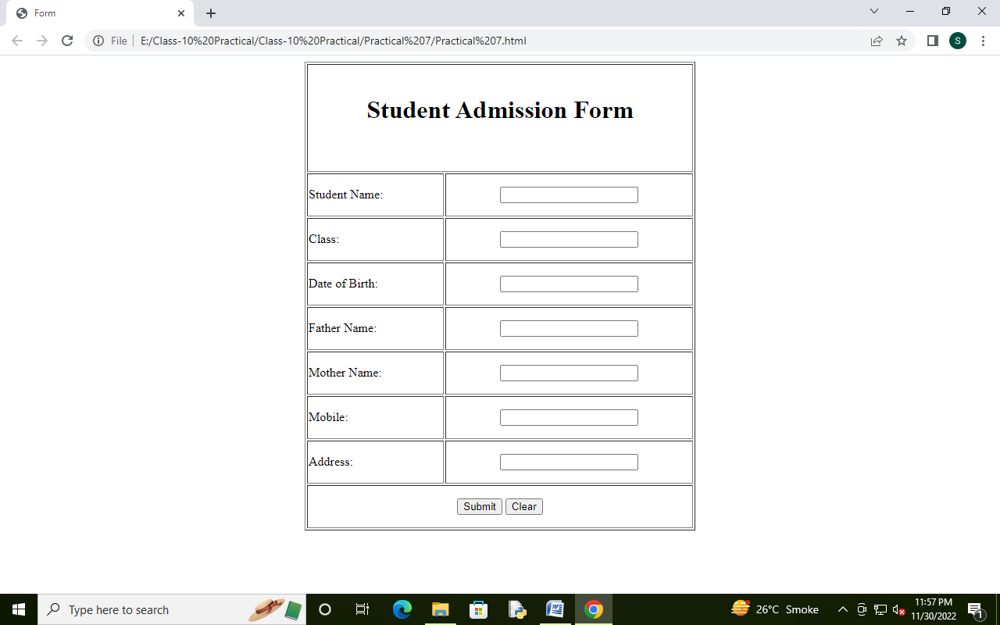 Form
File E:/Class-10%20Practical/Class-10%20Practical/Practical%207/Practical%207.html
S
Student Admission Form
Student Name:
Class:
Date of Birth:
Father Name:
Mother Name:
Mobile:
Address:
Submit Clear
Type here to search
26°C Smoke
11:57 PM
11/30/2022
1